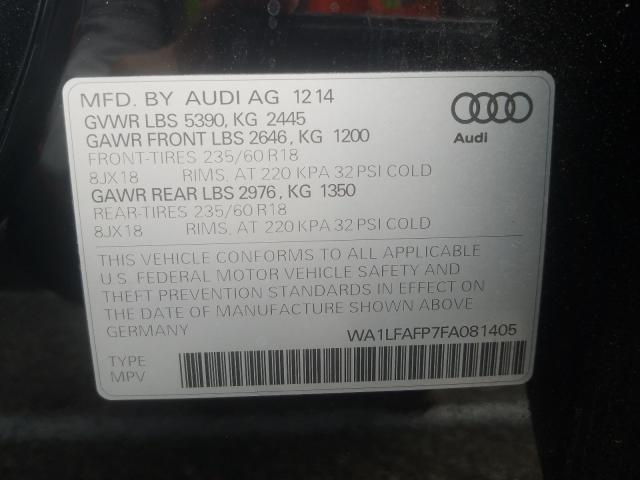 MFD. BY AUDI AG 12 14
GVWR LBS 5390, KG 2445
GAWR FRONT LBS 2646, KG 1200
FRONT-TIRES 235/60 R18
8JX18 RIMS, AT 220 KPA 32 PSI COLD
GAWR REAR LBS 2976, KG 1350
REAR-TIRES 235/60 R18
8JX18 RIMS, AT 220 KPA 32 PSI COLD
Audi
THIS VEHICLE CONFORMS TO ALL APPLICABLE
U.S. FEDERAL MOTOR VEHICLE SAFETY AND
THEFT PREVENTION STANDARDS IN EFFECT ON
THE DATE OF MANUFACTURE SHOWN ABOVE
GERMANY WA1LFAFP7FA081405
TYPE
MPV